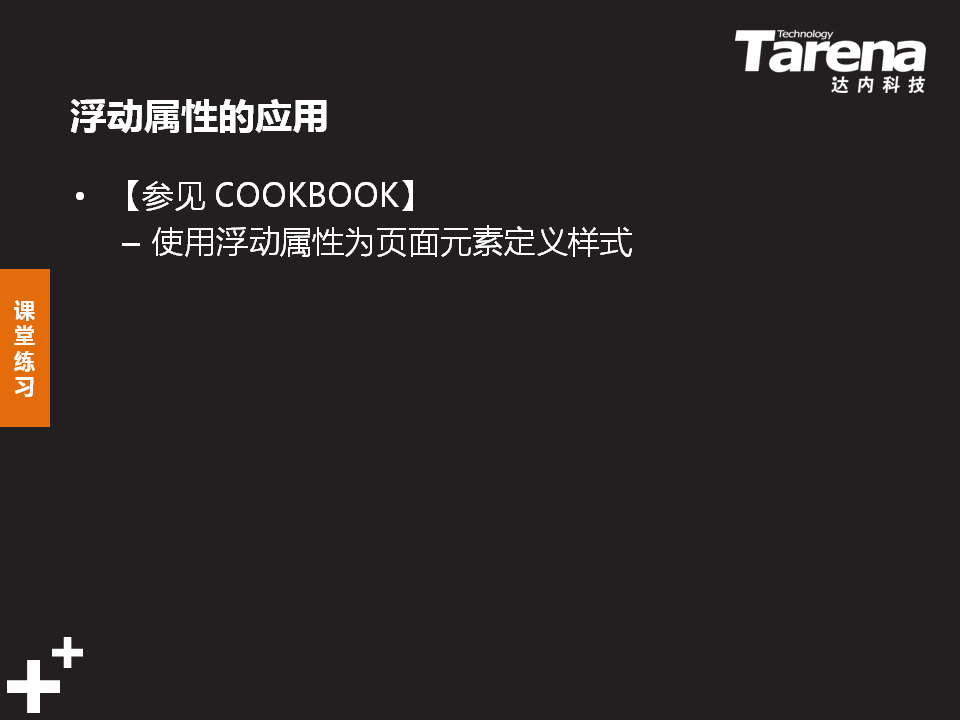 Technology
Tarena
达内科技
浮动属性的应用
• 【参见 COOKBOOK】
– 使用浮动属性为页面元素定义样式
课
堂
练
习